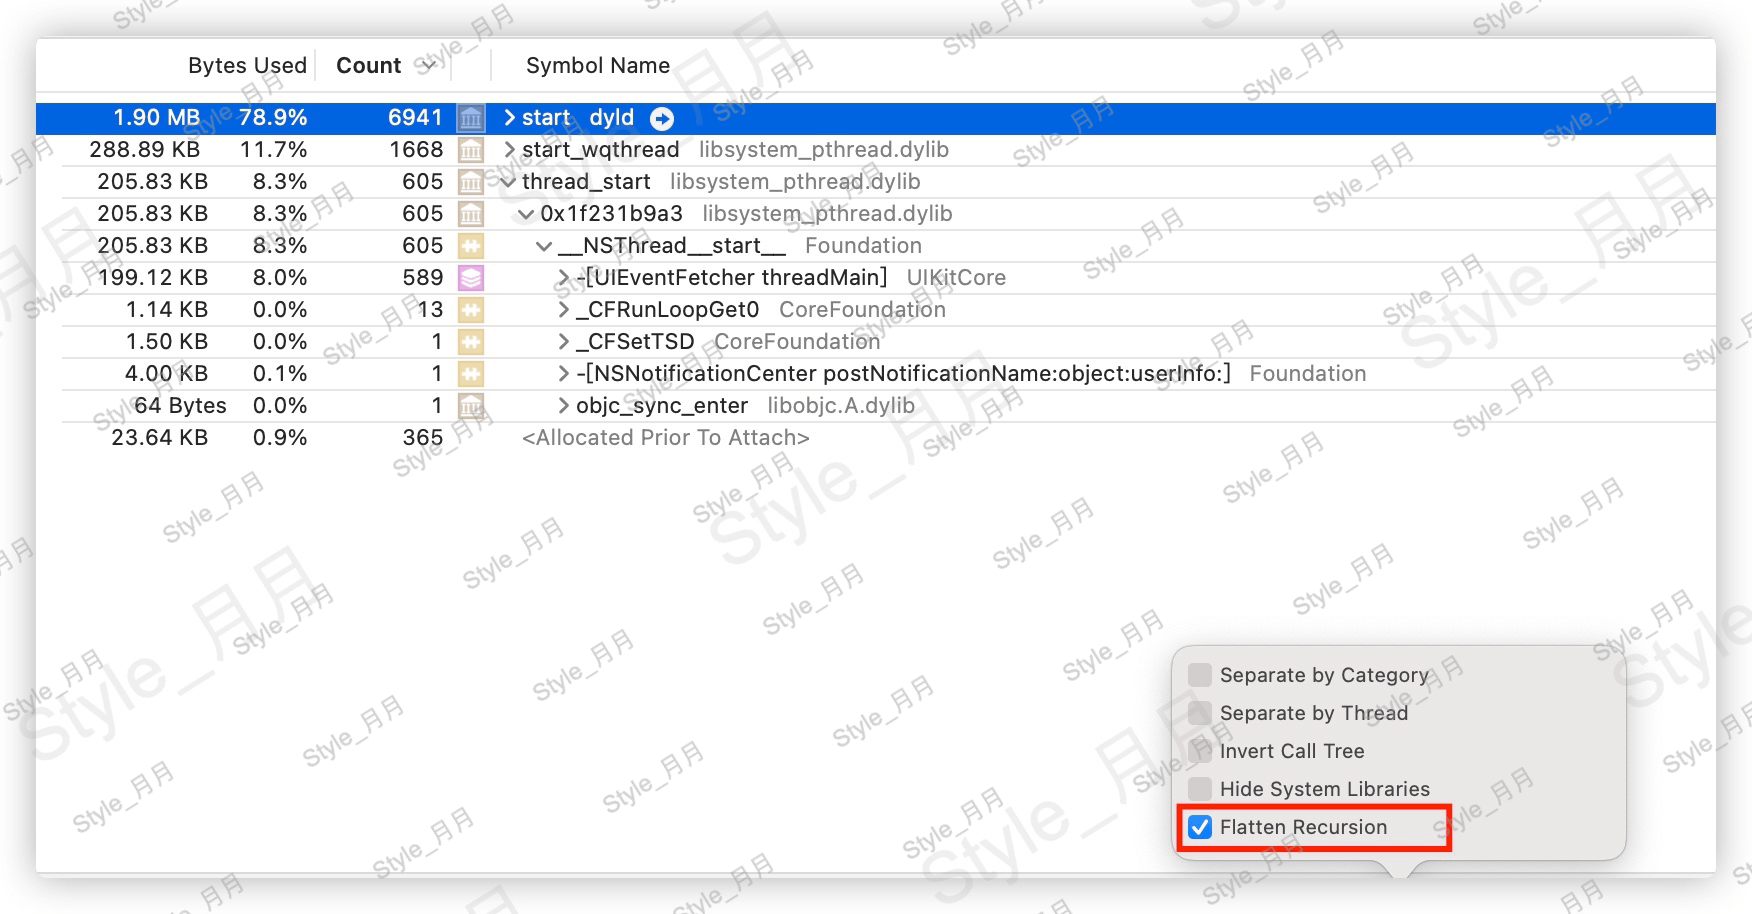 Bytes Used Count Symbol Name
1.90 MB 78.9% 6941 start dyld
288.89 KB 11.7% 1668 start_wqthread libsystem_pthread.dylib
205.83 KB 8.3% 605 thread_start libsystem_pthread.dylib
205.83 KB 8.3% 605 0x1f231b9a3 libsystem_pthread.dylib
205.83 KB 8.3% 605 __NSThread__start__ Foundation
199.12 KB 8.0% 589 -[UIEventFetcher threadMain] UIKitCore
1.14 KB 0.0% 13 _CFRunLoopGet0 CoreFoundation
1.50 KB 0.0% 1 _CFSetTSD CoreFoundation
4.00 KB 0.1% 1 -[NSNotificationCenter postNotificationName:object:userInfo:] Foundation
64 Bytes 0.0% 1 objc_sync_enter libobjc.A.dylib
23.64 KB 0.9% 365 <Allocated Prior To Attach>
Separate by Category
Separate by Thread
Invert Call Tree
Hide System Libraries
Flatten Recursion
Style_月月